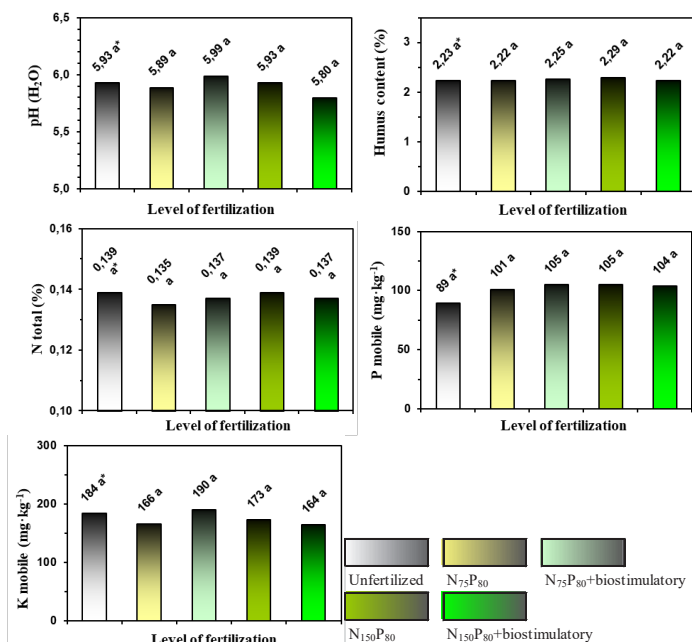 6,5
6,0
5,5
5,0
pH (H₂O)
5,93 a*
5,89 a
5,99 a
5,93 a
5,80 a
Level of fertilization
3
2
1
0
Humus content (%)
2,23 a*
2,22 a
2,25 a
2,29 a
2,22 a
Level of fertilization
0,16
0,14
0,12
0,10
N total (%)
0,139
a*
0,135
a
0,137
a
0,139
a
0,137
a
Level of fertilization
150
100
50
0
P mobile (mg·kg⁻¹)
89 a*
101 a
105 a
105 a
104 a
Level of fertilization
300
200
100
0
K mobile (mg·kg⁻¹)
184 a*
166 a
190 a
173 a
164 a
Level of fertilization
Unfertilized
N₇₅P₈₀
N₇₅P₈₀+biostimulatory
N₁₅₀P₈₀
N₁₅₀P₈₀+biostimulatory